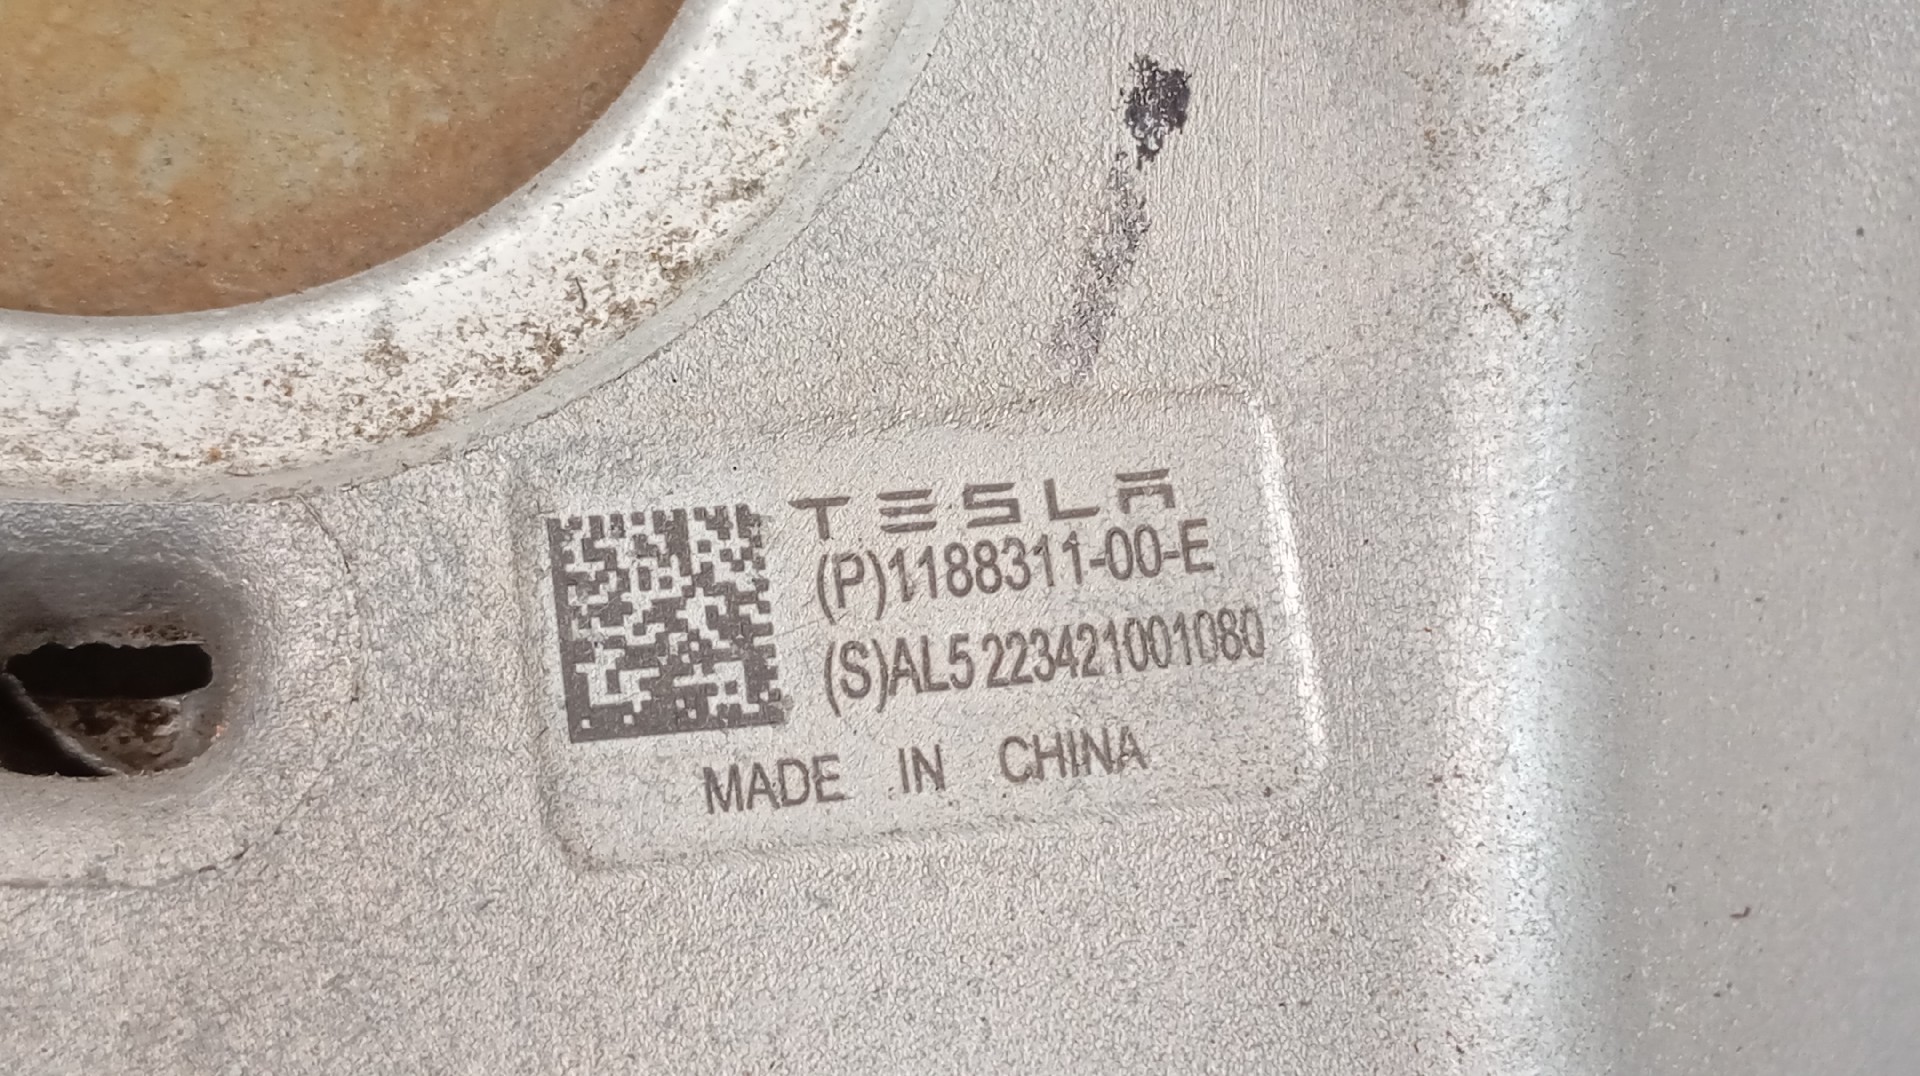 TESLA
(P)1188311-00-E
(S)AL5 223421001080
MADE IN CHINA